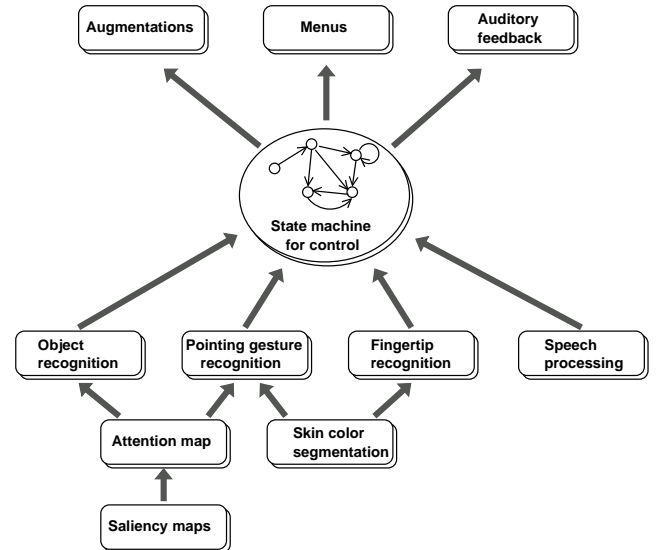 Augmentations
Menus
Auditory
feedback
State machine
for control
Object
recognition
Pointing gesture
recognition
Fingertip
recognition
Speech
processing
Attention map
Skin color
segmentation
Saliency maps